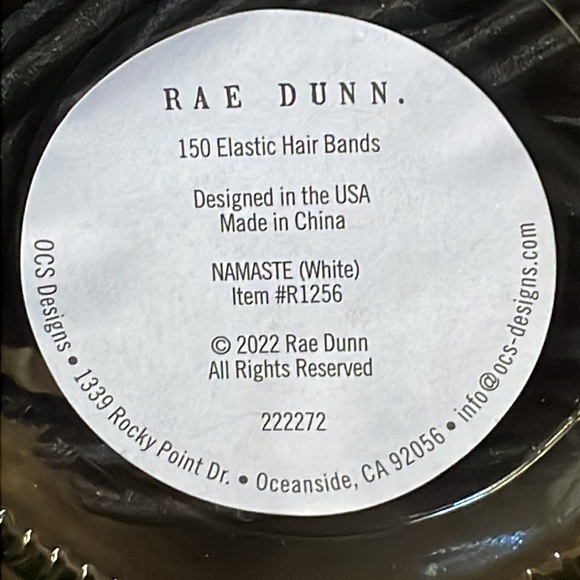 RAE DUNN.
150 Elastic Hair Bands
Designed in the USA
Made in China
NAMASTE (White)
Item #R1256
© 2022 Rae Dunn
All Rights Reserved
222272
OCS Designs • 1339 Rocky Point Dr. • Oceanside, CA 92056 • info@ocs-designs.com